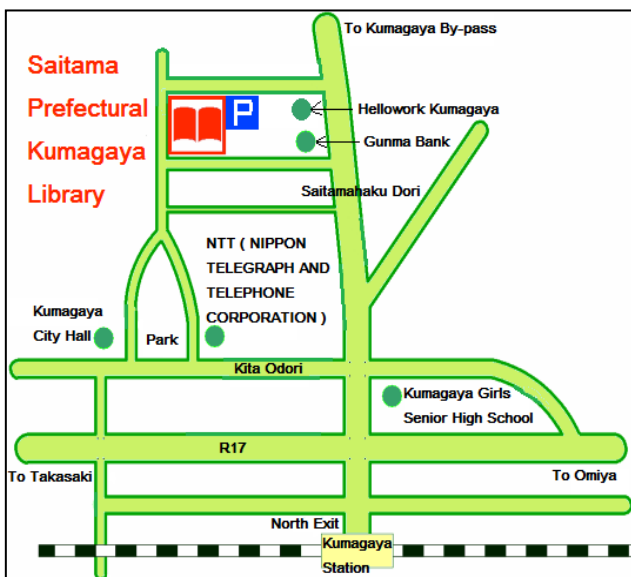 To Kumagaya By-pass
Saitama
Prefectural
Kumagaya
Library
P
Hellowork Kumagaya
Gunma Bank
Saitamahaku Dori
NTT ( NIPPON
TELEGRAPH AND
TELEPHONE
CORPORATION )
Kumagaya
City Hall
Park
Kita Odori
Kumagaya Girls
Senior High School
R17
To Takasaki
To Omiya
North Exit
Kumagaya
Station